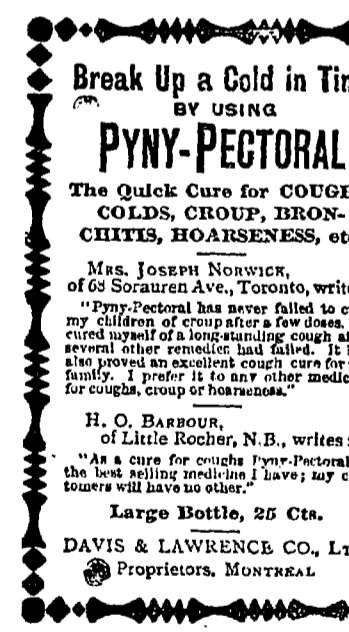 Break Up a Cold in Tim
BY USING
PYNY-PECTORAL
The Quick Cure for COUGH
COLDS, CROUP, BRON-
CHITIS, HOARSENESS, etc
MRS. JOSEPH NORWICK,
of 68 Sorauren Ave., Toronto, write
"Pyny-Pectoral has never failed to c
my children of croup after a few doses.
cured myself of a long-standing cough af
several other remedies had failed. It
also proved an excellent cough cure for
family. I prefer it to any other medic
for coughs, croup or hoarseness."
H. O. BARBOUR,
of Little Rocher, N.B., writes :
"As a cure for coughs Pyny-Pectoral
the best selling medicine I have; my c
tomers will have no other."
Large Bottle, 25 Cts.
DAVIS & LAWRENCE CO., LT
Proprietors. MONTREAL